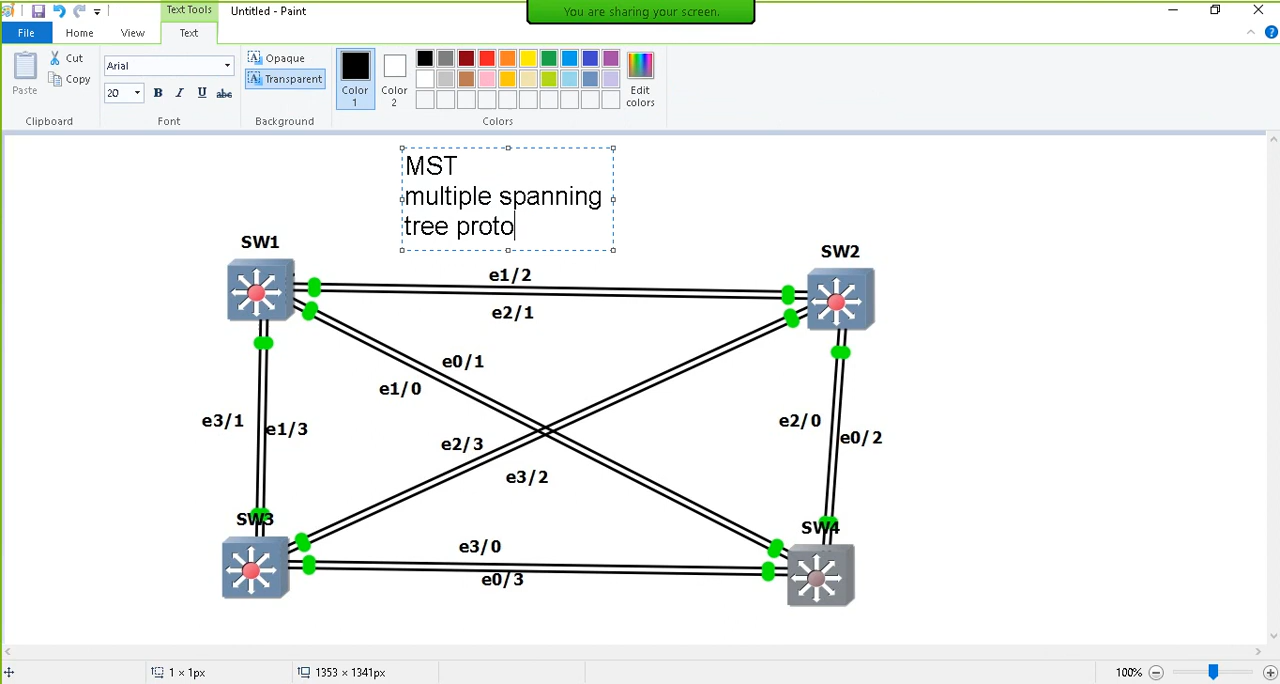 Text Tools
Untitled - Paint
You are sharing your screen.
File
Home
View
Text
Paste
Cut
Copy
Clipboard
Arial
20
B
I
U
abc
Font
Opaque
Transparent
Background
Color 1
Color 2
Edit colors
Colors
MST
multiple spanning
tree proto
SW1
SW2
e1/2
e2/1
e0/1
e1/0
e3/1
e1/3
e2/0
e0/2
e2/3
e3/2
SW3
SW4
e3/0
e0/3
1 × 1px
1353 × 1341px
100%